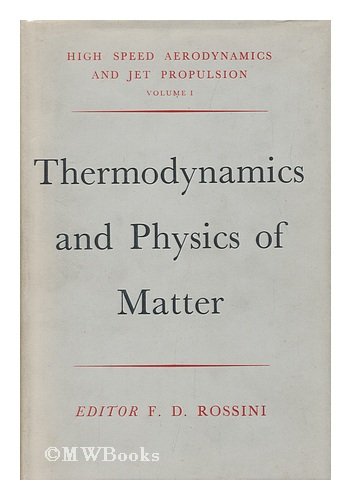 HIGH SPEED AERODYNAMICS
AND JET PROPULSION
VOLUME I
Thermodynamics
and Physics of
Matter
EDITOR F. D. ROSSINI
©MWBooks